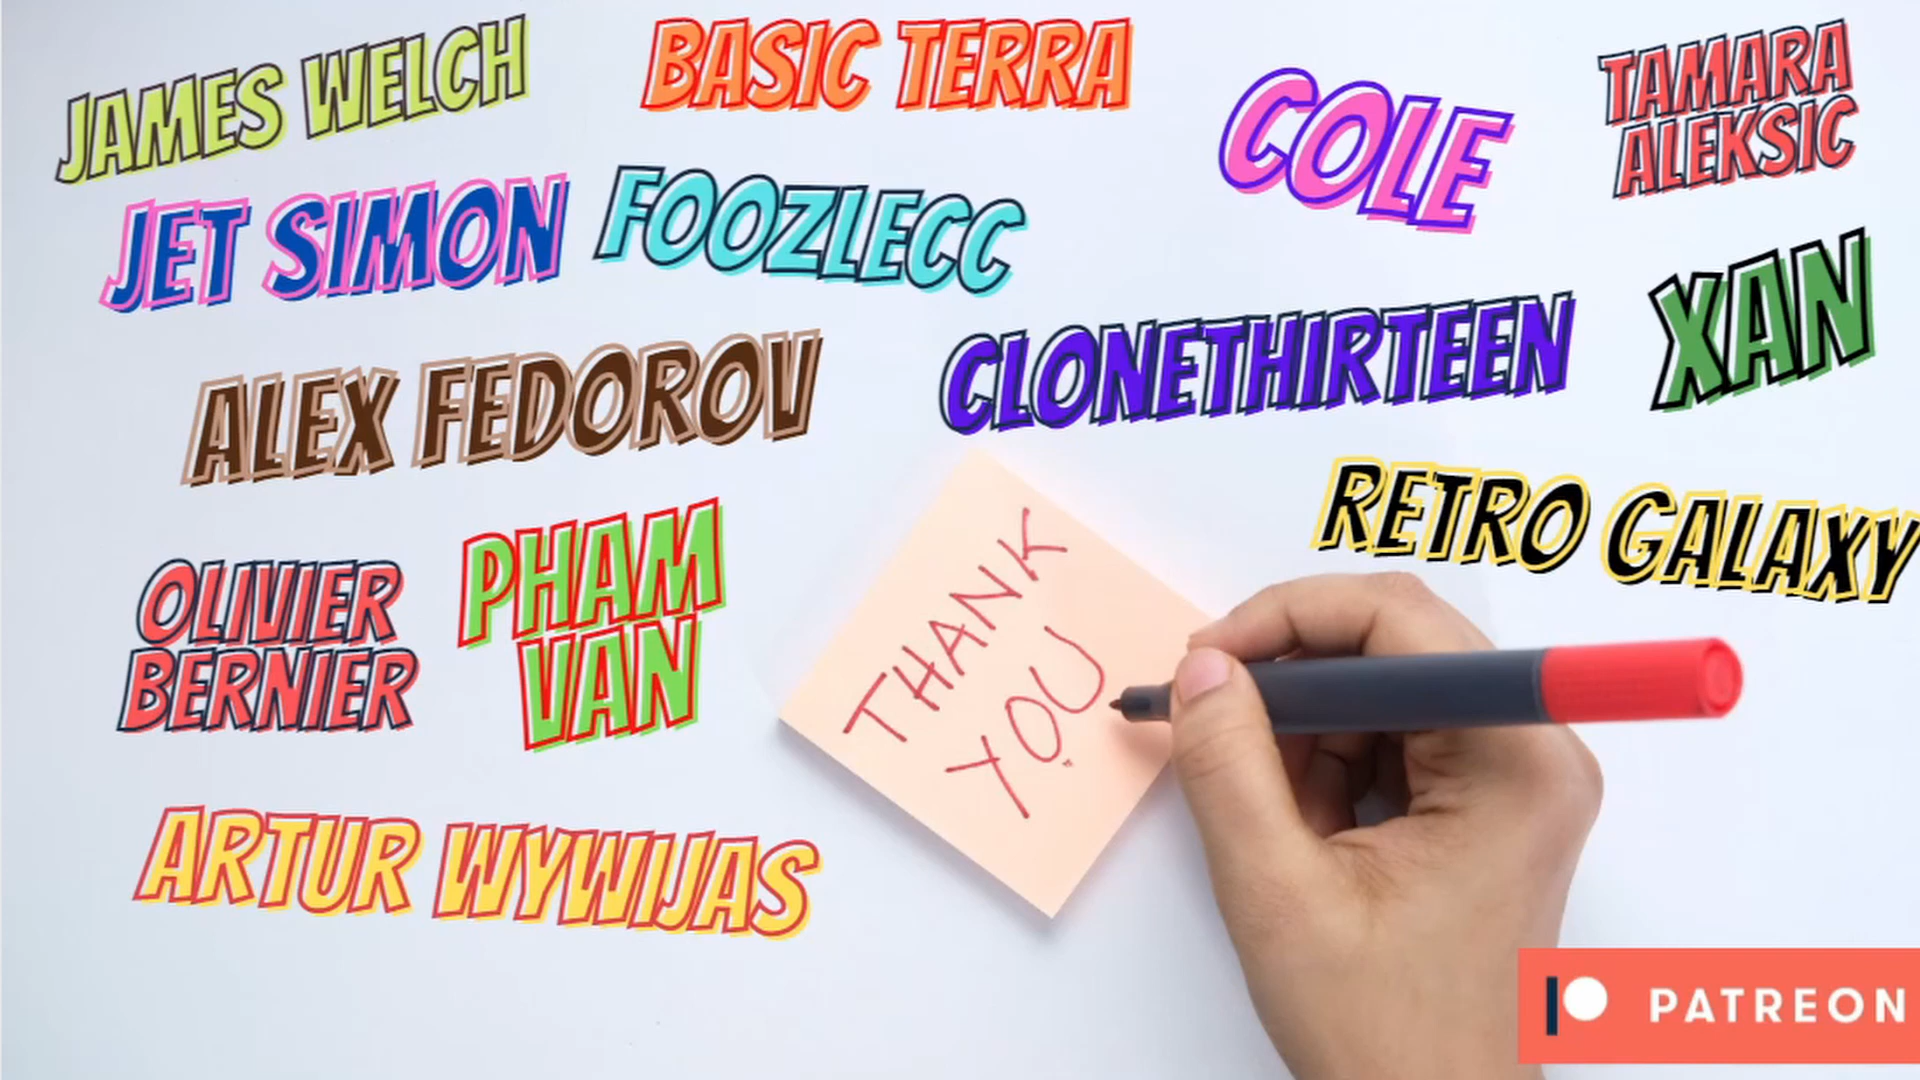 JAMES WELCH
BASIC TERRA
COLE
TAMARA
ALEKSIC
JET SIMON
FOOZLECC
XAN
ALEX FEDOROV
CLONETHIRTEEN
RETRO GALAXY
OLIVIER
BERNIER
PHAM
VAN
THANK
YOU
ARTUR WYWIJAS
PATREON